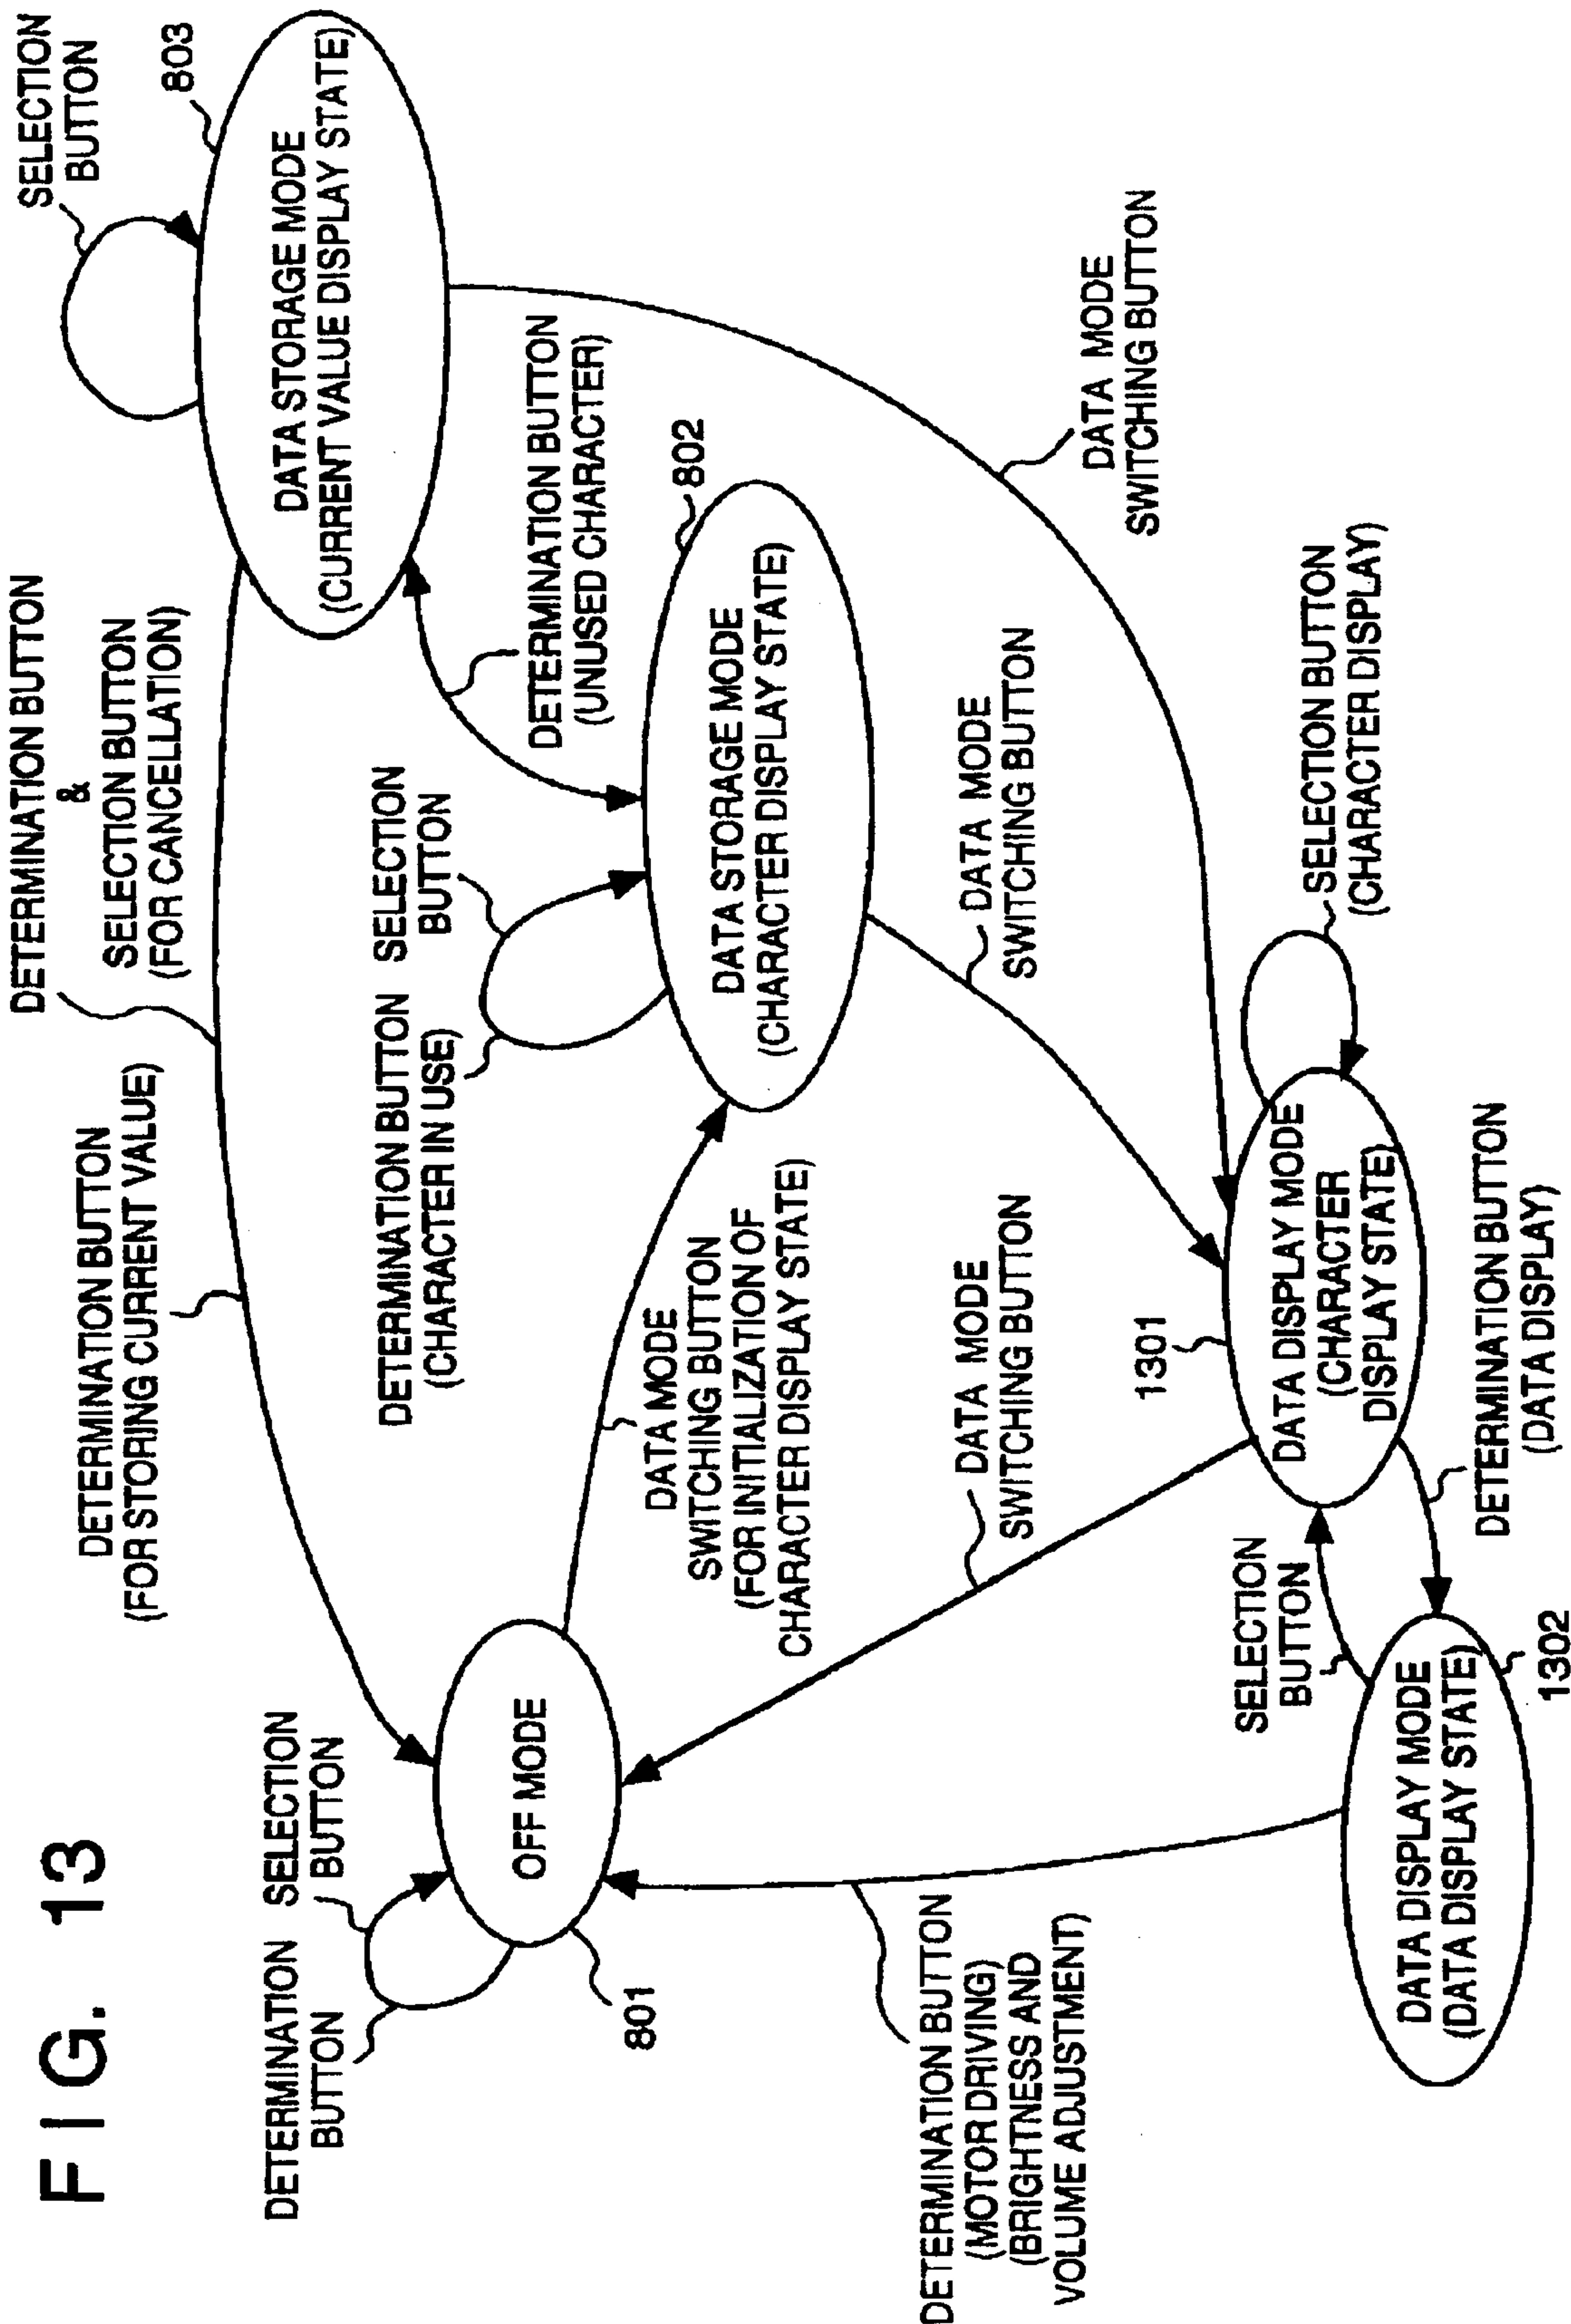 FIG. 13
DETERMINATION BUTTON
&
SELECTION BUTTON
(FOR CANCELLATION)
SELECTION
BUTTON
803
DATA STORAGE MODE
(CURRENT VALUE DISPLAY STATE)
DETERMINATION BUTTON
(FOR STORING CURRENT VALUE)
DETERMINATION
BUTTON
SELECTION
BUTTON
OFF MODE
801
DETERMINATION BUTTON
(CHARACTER IN USE)
SELECTION
BUTTON
DETERMINATION BUTTON
(UNUSED CHARACTER)
802
DATA STORAGE MODE
(CHARACTER DISPLAY STATE)
DATA MODE
SWITCHING BUTTON
(FOR INITIALIZATION OF
CHARACTER DISPLAY STATE)
DATA MODE
SWITCHING BUTTON
DATA MODE
SWITCHING BUTTON
DATA MODE
SWITCHING BUTTON
DETERMINATION BUTTON
(MOTOR DRIVING)
(BRIGHTNESS AND
VOLUME ADJUSTMENT)
1301
DATA DISPLAY MODE
(CHARACTER
DISPLAY STATE)
SELECTION BUTTON
(CHARACTER DISPLAY)
SELECTION
BUTTON
DATA DISPLAY MODE
(DATA DISPLAY STATE)
1302
DETERMINATION BUTTON
(DATA DISPLAY)